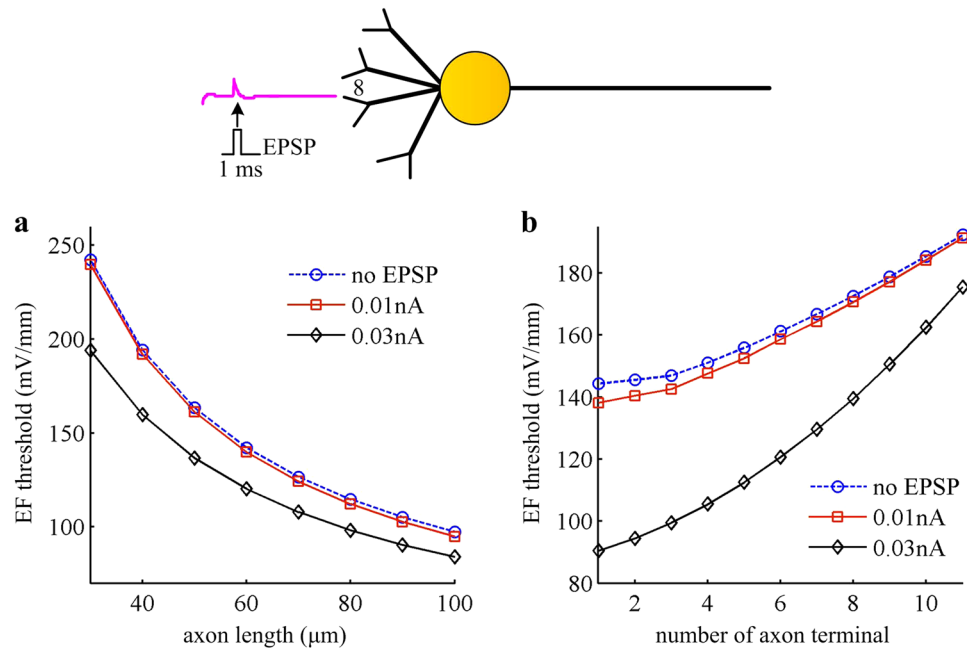 8
EPSP
1 ms
a
250
200
150
100
EF threshold (mV/mm)
40
60
80
100
axon length (μm)
no EPSP
0.01nA
0.03nA
b
180
160
140
120
100
80
EF threshold (mV/mm)
2
4
6
8
10
number of axon terminal
no EPSP
0.01nA
0.03nA